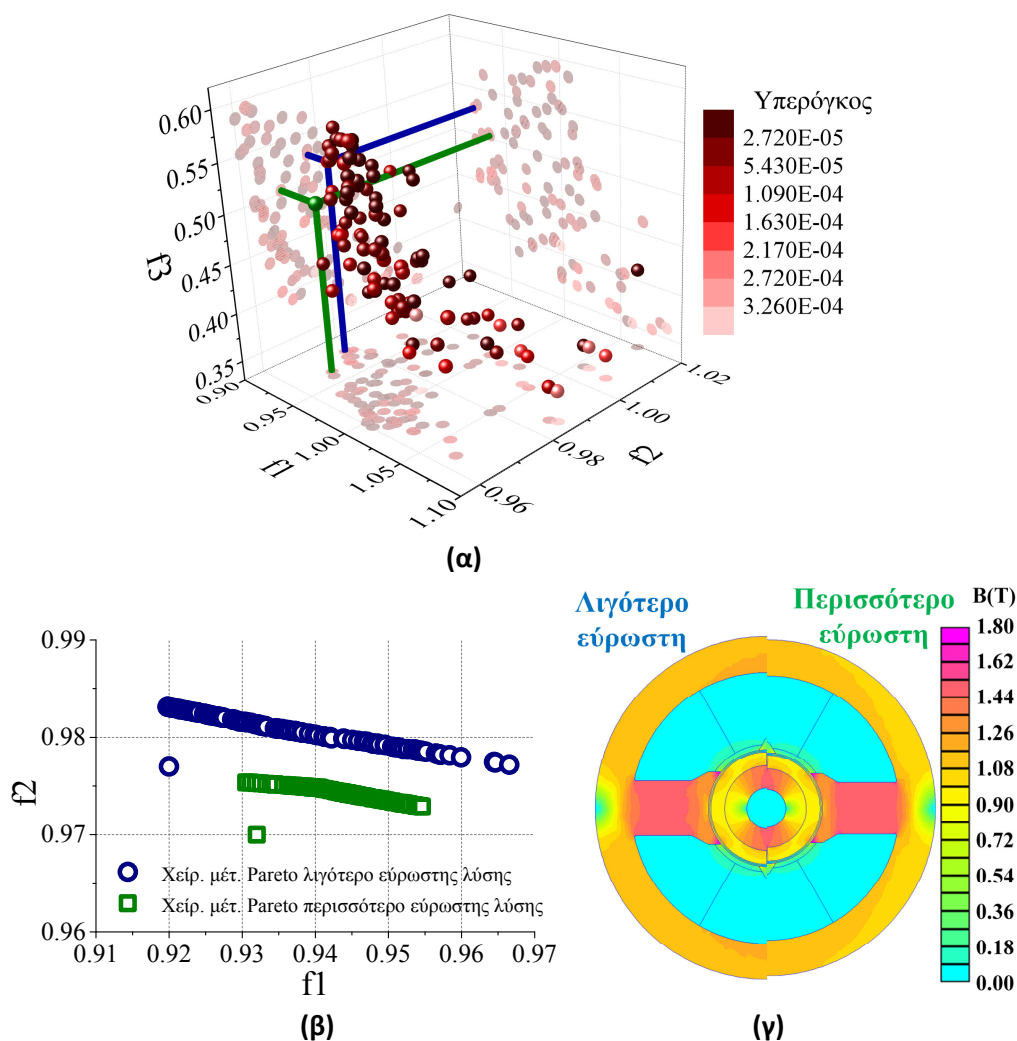 Υπερόγκος
2.720E-05
5.430E-05
1.090E-04
1.630E-04
2.170E-04
2.720E-04
3.260E-04
f3
0.60
0.55
0.50
0.45
0.40
0.35
0.90
0.95
1.00
1.05
1.10
f1
0.96
0.98
1.00
1.02
f2
(α)
f2
0.99
0.98
0.97
0.96
Χείρ. μέτ. Pareto λιγότερο εύρωστης λύσης
Χείρ. μέτ. Pareto περισσότερο εύρωστης λύσης
0.91 0.92 0.93 0.94 0.95 0.96 0.97
f1
(β)
Λιγότερο
εύρωστη
Περισσότερο
εύρωστη
B(T)
1.80
1.62
1.44
1.26
1.08
0.90
0.72
0.54
0.36
0.18
0.00
(γ)